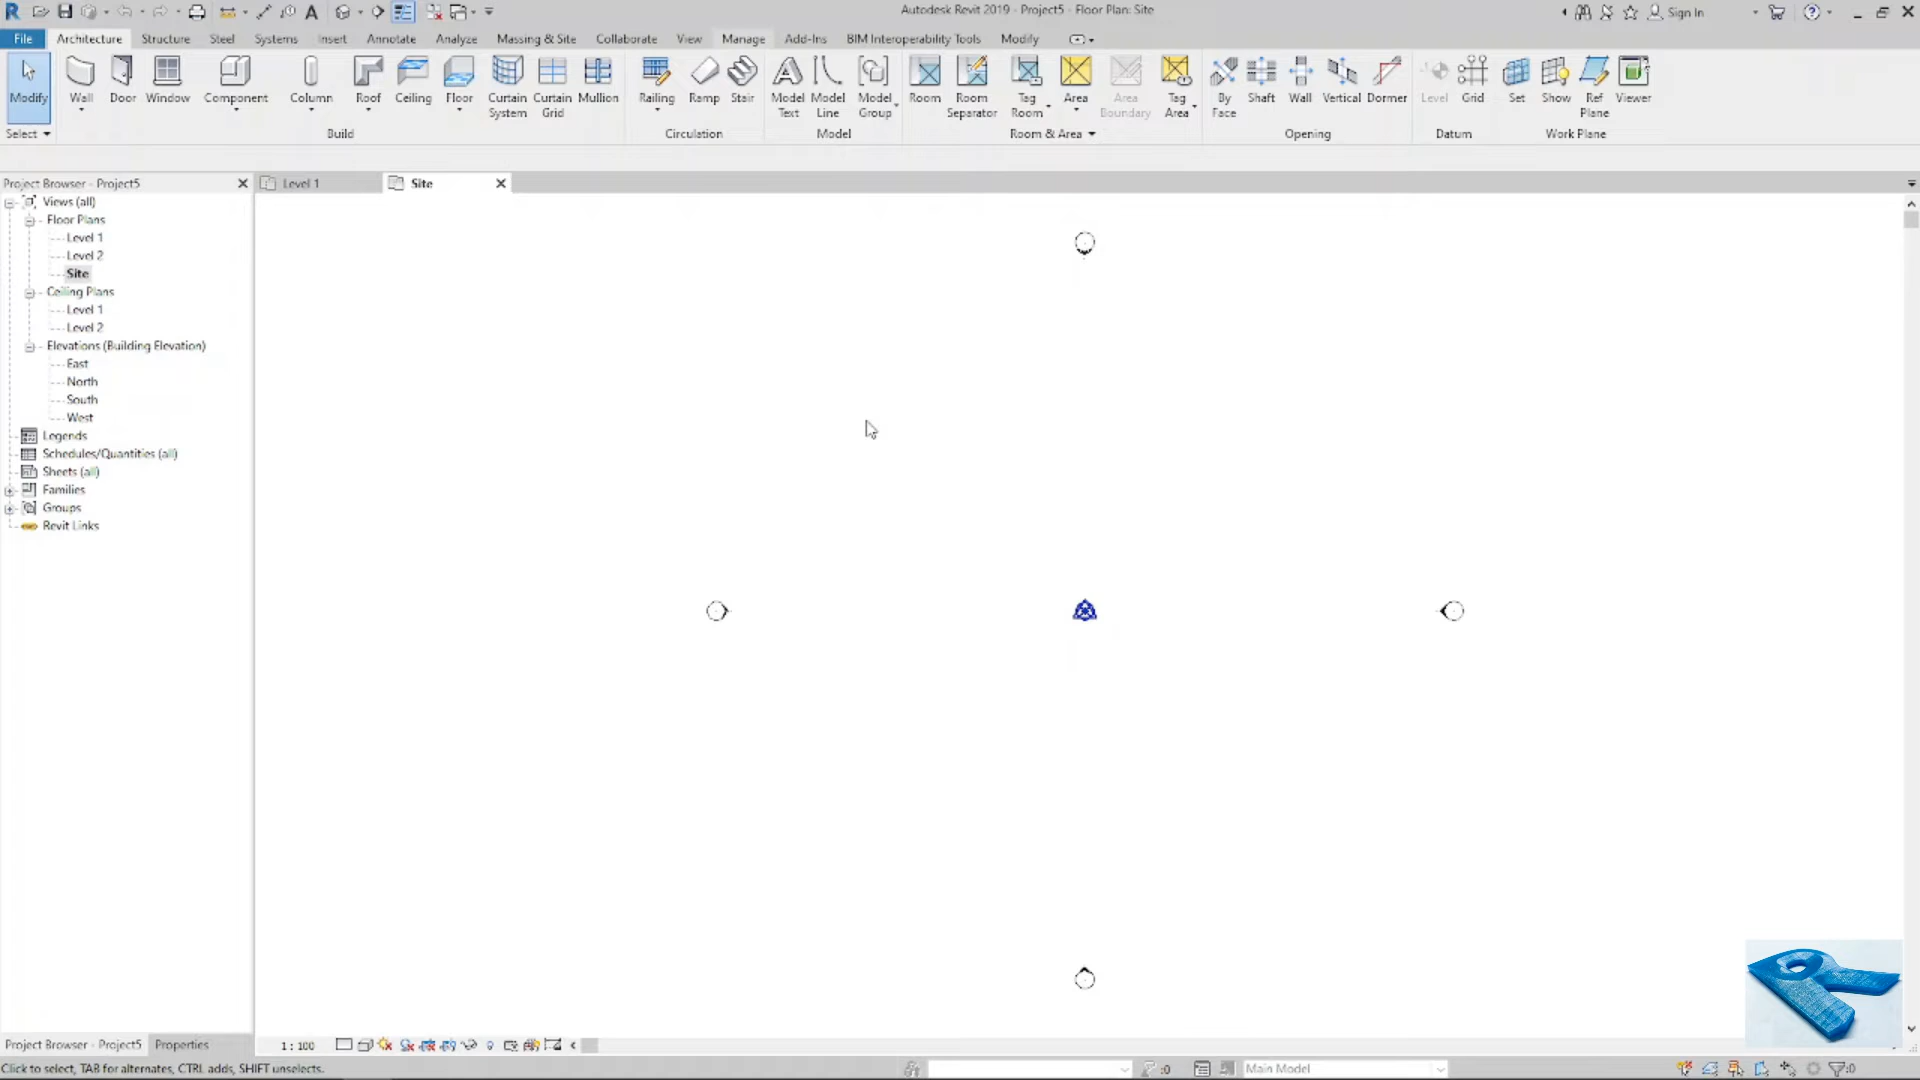 Autodesk Revit 2019 - Project5 - Floor Plan: Site
Sign In
File Architecture Structure Steel Systems Insert Annotate Analyze Massing & Site Collaborate View Manage Add-Ins BIM Interoperability Tools Modify
Modify Wall Door Window Component Column Roof Ceiling Floor Curtain System Curtain Grid Mullion Railing Ramp Stair Model Text Model Line Model Group Room Room Separator Tag Room Area Area Boundary Tag Area By Face Shaft Wall Vertical Dormer Level Grid Set Show Ref Plane Viewer
Select Build Circulation Model Room & Area Opening Datum Work Plane
Project Browser - Project5
Level 1 Site
Views (all)
Floor Plans
Level 1
Level 2
Site
Ceiling Plans
Level 1
Level 2
Elevations (Building Elevation)
East
North
South
West
Legends
Schedules/Quantities (all)
Sheets (all)
Families
Groups
Revit Links
Project Browser - Project5 Properties
1 : 100
Click to select, TAB for alternates, CTRL adds, SHIFT unselects.
:0
Main Model
:0